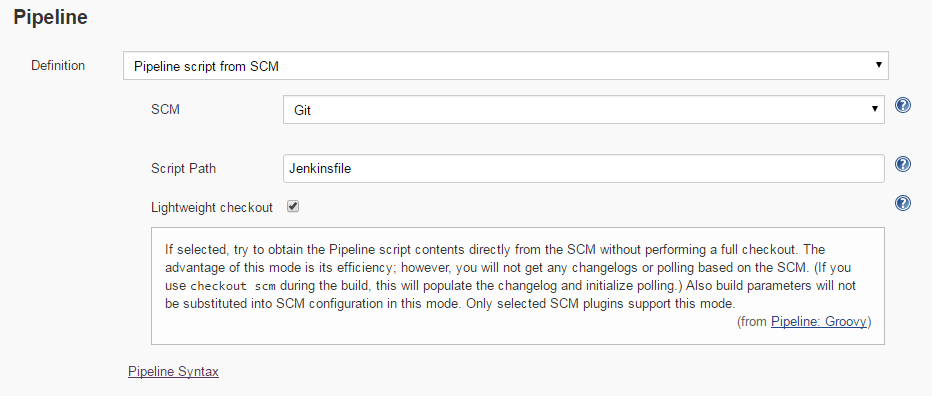 Pipeline
Definition
Pipeline script from SCM
SCM
Git
Script Path
Jenkinsfile
Lightweight checkout
If selected, try to obtain the Pipeline script contents directly from the SCM without performing a full checkout. The
advantage of this mode is its efficiency; however, you will not get any changelogs or polling based on the SCM. (If you
use checkout scm during the build, this will populate the changelog and initialize polling.) Also build parameters will not
be substituted into SCM configuration in this mode. Only selected SCM plugins support this mode.
(from Pipeline: Groovy)
Pipeline Syntax